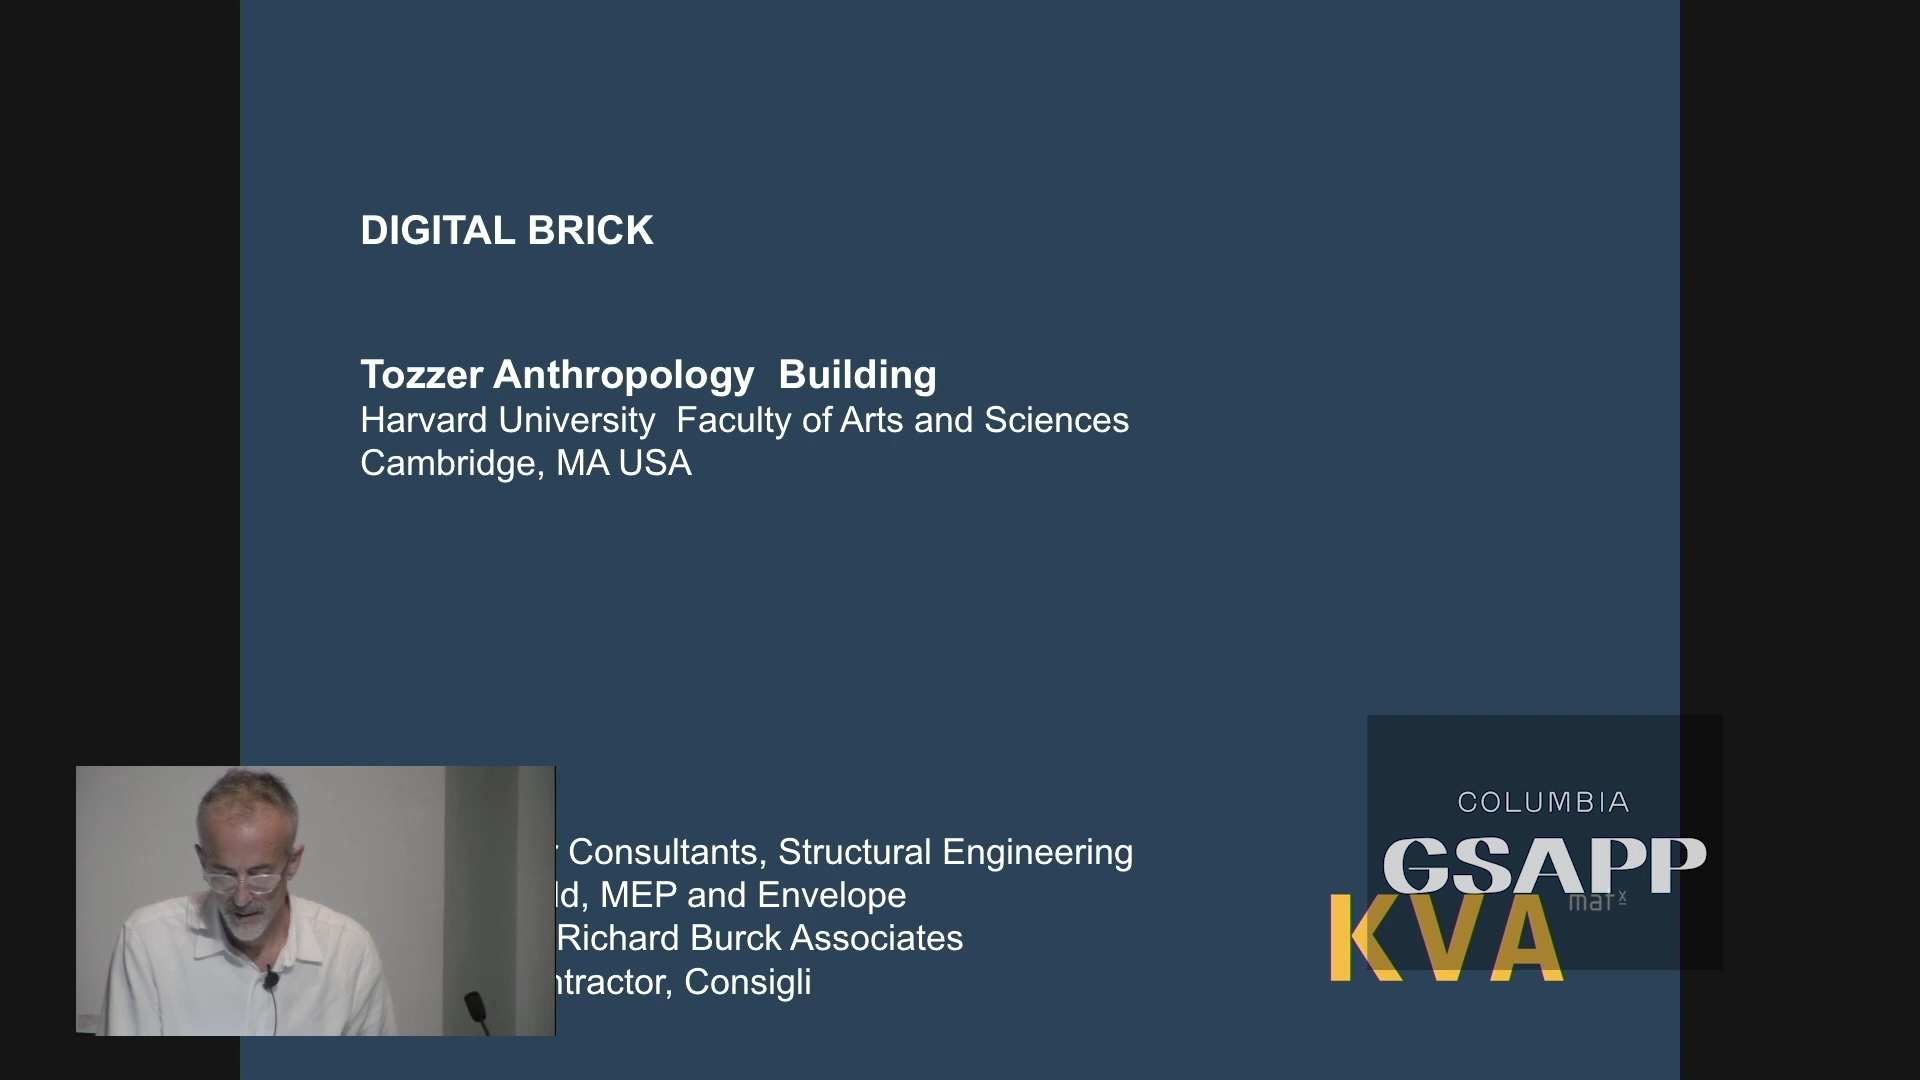 DIGITAL BRICK
Tozzer Anthropology Building
Harvard University Faculty of Arts and Sciences
Cambridge, MA USA
Consultants, Structural Engineering
MEP and Envelope
Richard Burck Associates
Consigli
COLUMBIA
GSAPP
matx
KVA